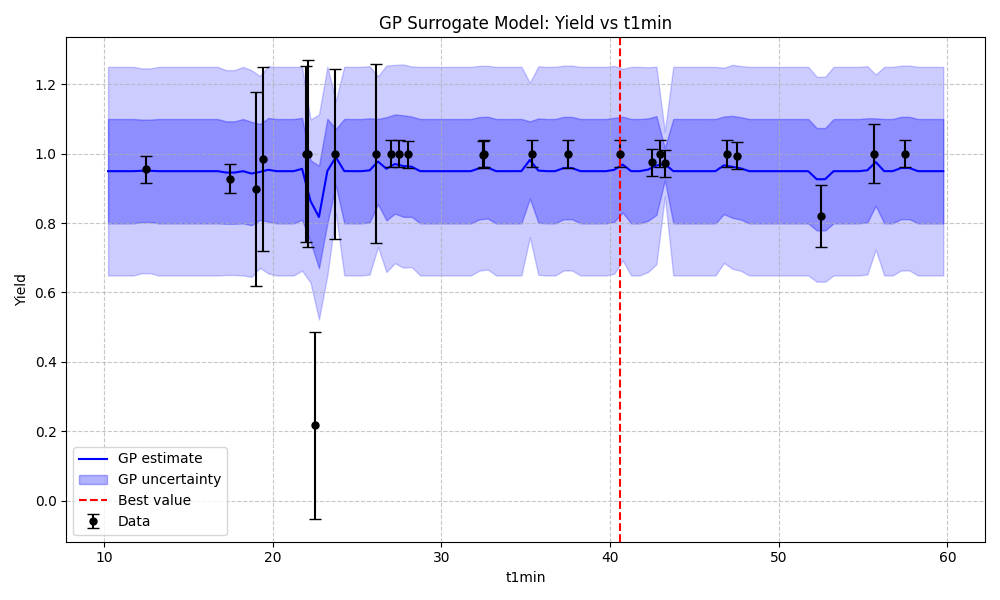 GP Surrogate Model: Yield vs t1min
Yield
1.2
1.0
0.8
0.6
0.4
0.2
0.0
GP estimate
GP uncertainty
Best value
Data
10 20 30 40 50 60
t1min